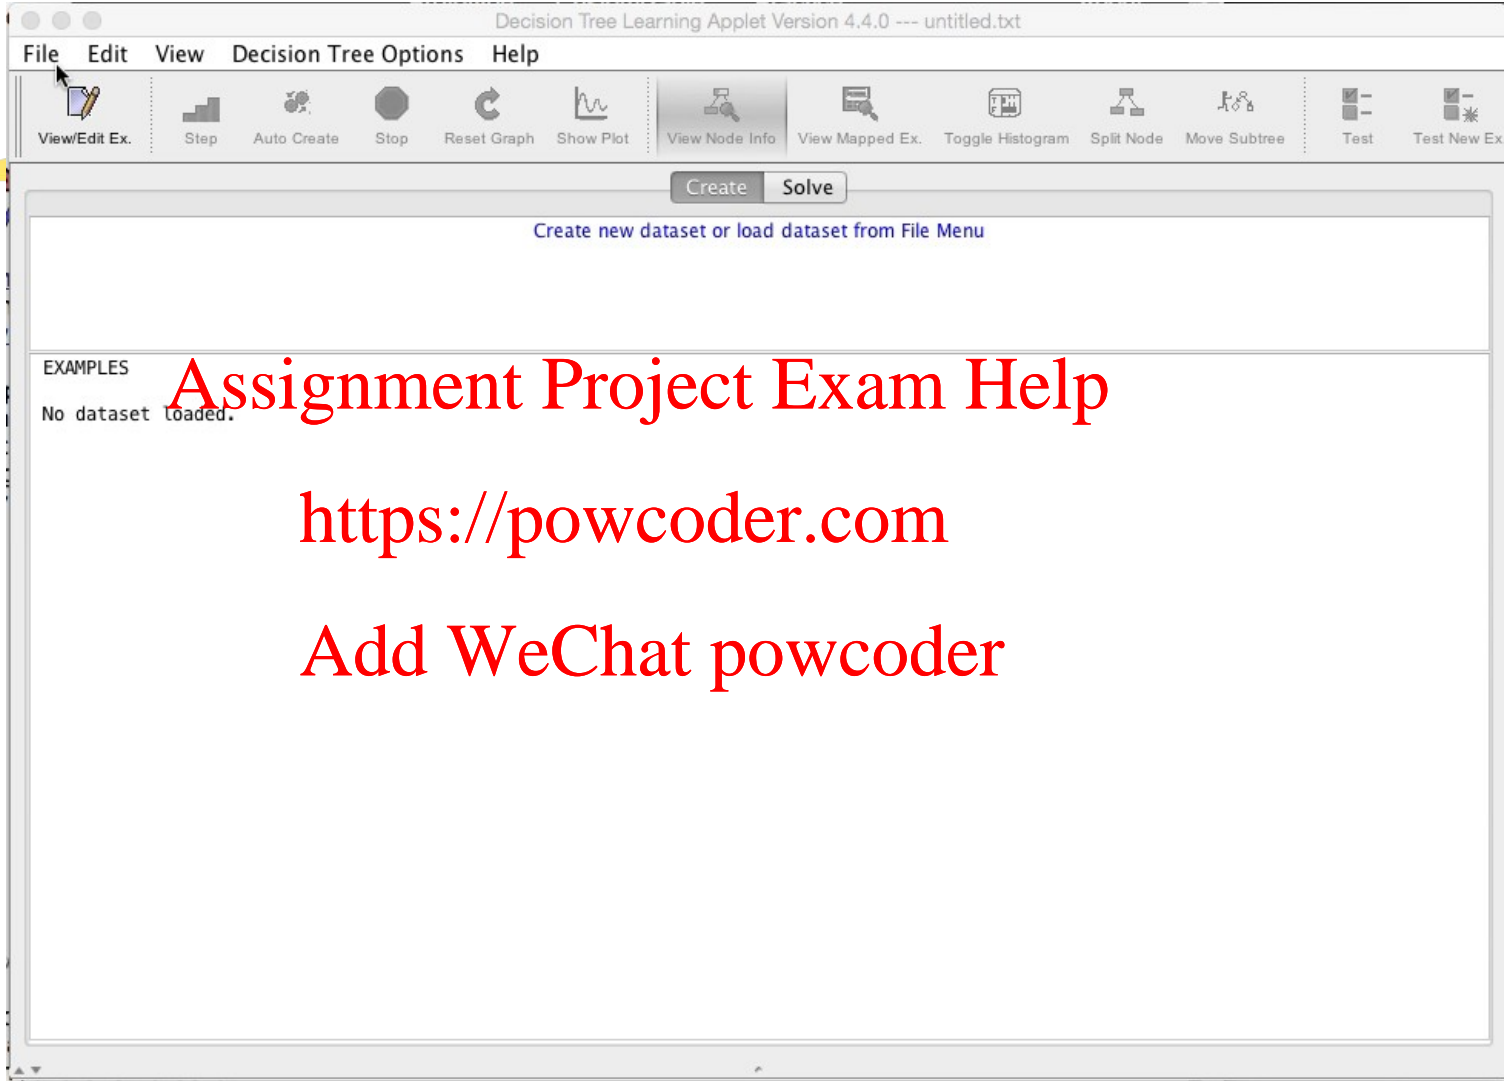 Decision Tree Learning Applet Version 4.4.0 --- untitled.txt
File Edit View Decision Tree Options Help
View/Edit Ex. Step Auto Create Stop Reset Graph Show Plot View Node Info View Mapped Ex. Toggle Histogram Split Node Move Subtree Test Test New Ex
Create Solve
Create new dataset or load dataset from File Menu
EXAMPLES
Assignment Project Exam Help
No dataset loaded.
https://powcoder.com
Add WeChat powcoder